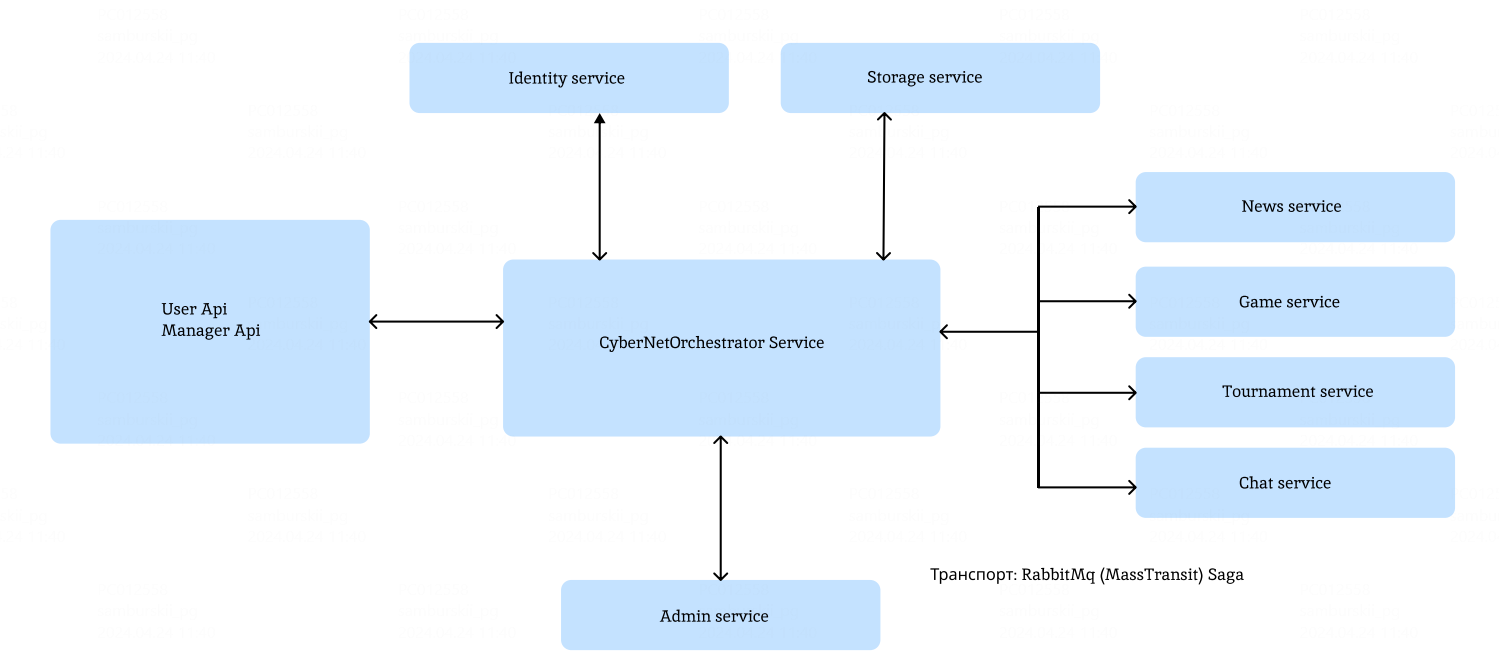 Identity service
Storage service
News service
User Api
Manager Api
Game service
CyberNetOrchestrator Service
Tournament service
Chat service
Транспорт: RabbitMq (MassTransit) Saga
Admin service